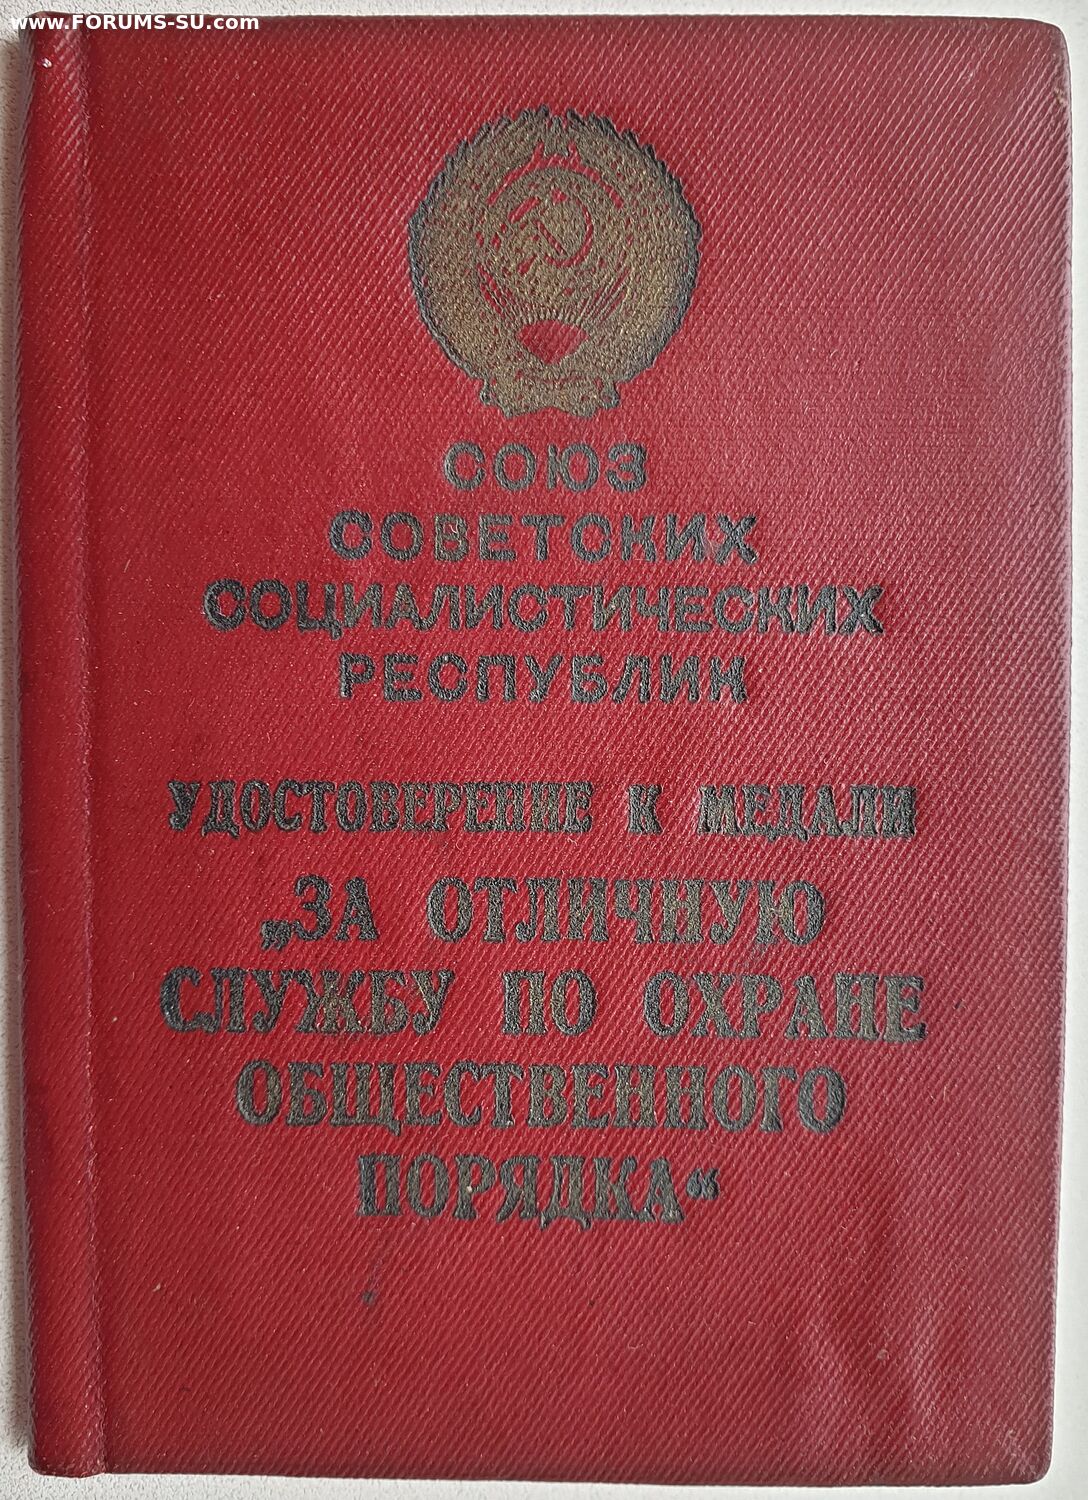 www.FORUMS-SU.com
СОЮЗ
СОВЕТСКИХ
СОЦИАЛИСТИЧЕСКИХ
РЕСПУБЛИК
УДОСТОВЕРЕНИЕ К МЕДАЛИ
„ЗА ОТЛИЧНУЮ
СЛУЖБУ ПО ОХРАНЕ
ОБЩЕСТВЕННОГО
ПОРЯДКА“